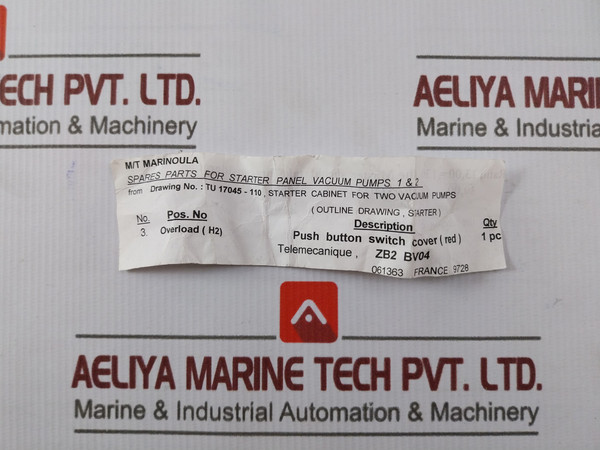 ECH PVT. LTD.
mation & Machinery
AELIYA MARI
Marine & Industrial
M/T MARINOULA
SPARES PARTS FOR STARTER PANEL VACUUM PUMPS 1 & 2
from Drawing No. : TU 17045 - 110 , STARTER CABINET FOR TWO VACUUM PUMPS
( OUTLINE DRAWING , STARTER )
No. Pos. No Description Qty
3. Overload ( H2) Push button switch cover ( red ) 1 pc
Telemecanique , ZB2 BV04
061363 FRANCE 9728
AELIYA MARINE TECH PVT. LTD.
Marine & Industrial Automation & Machinery